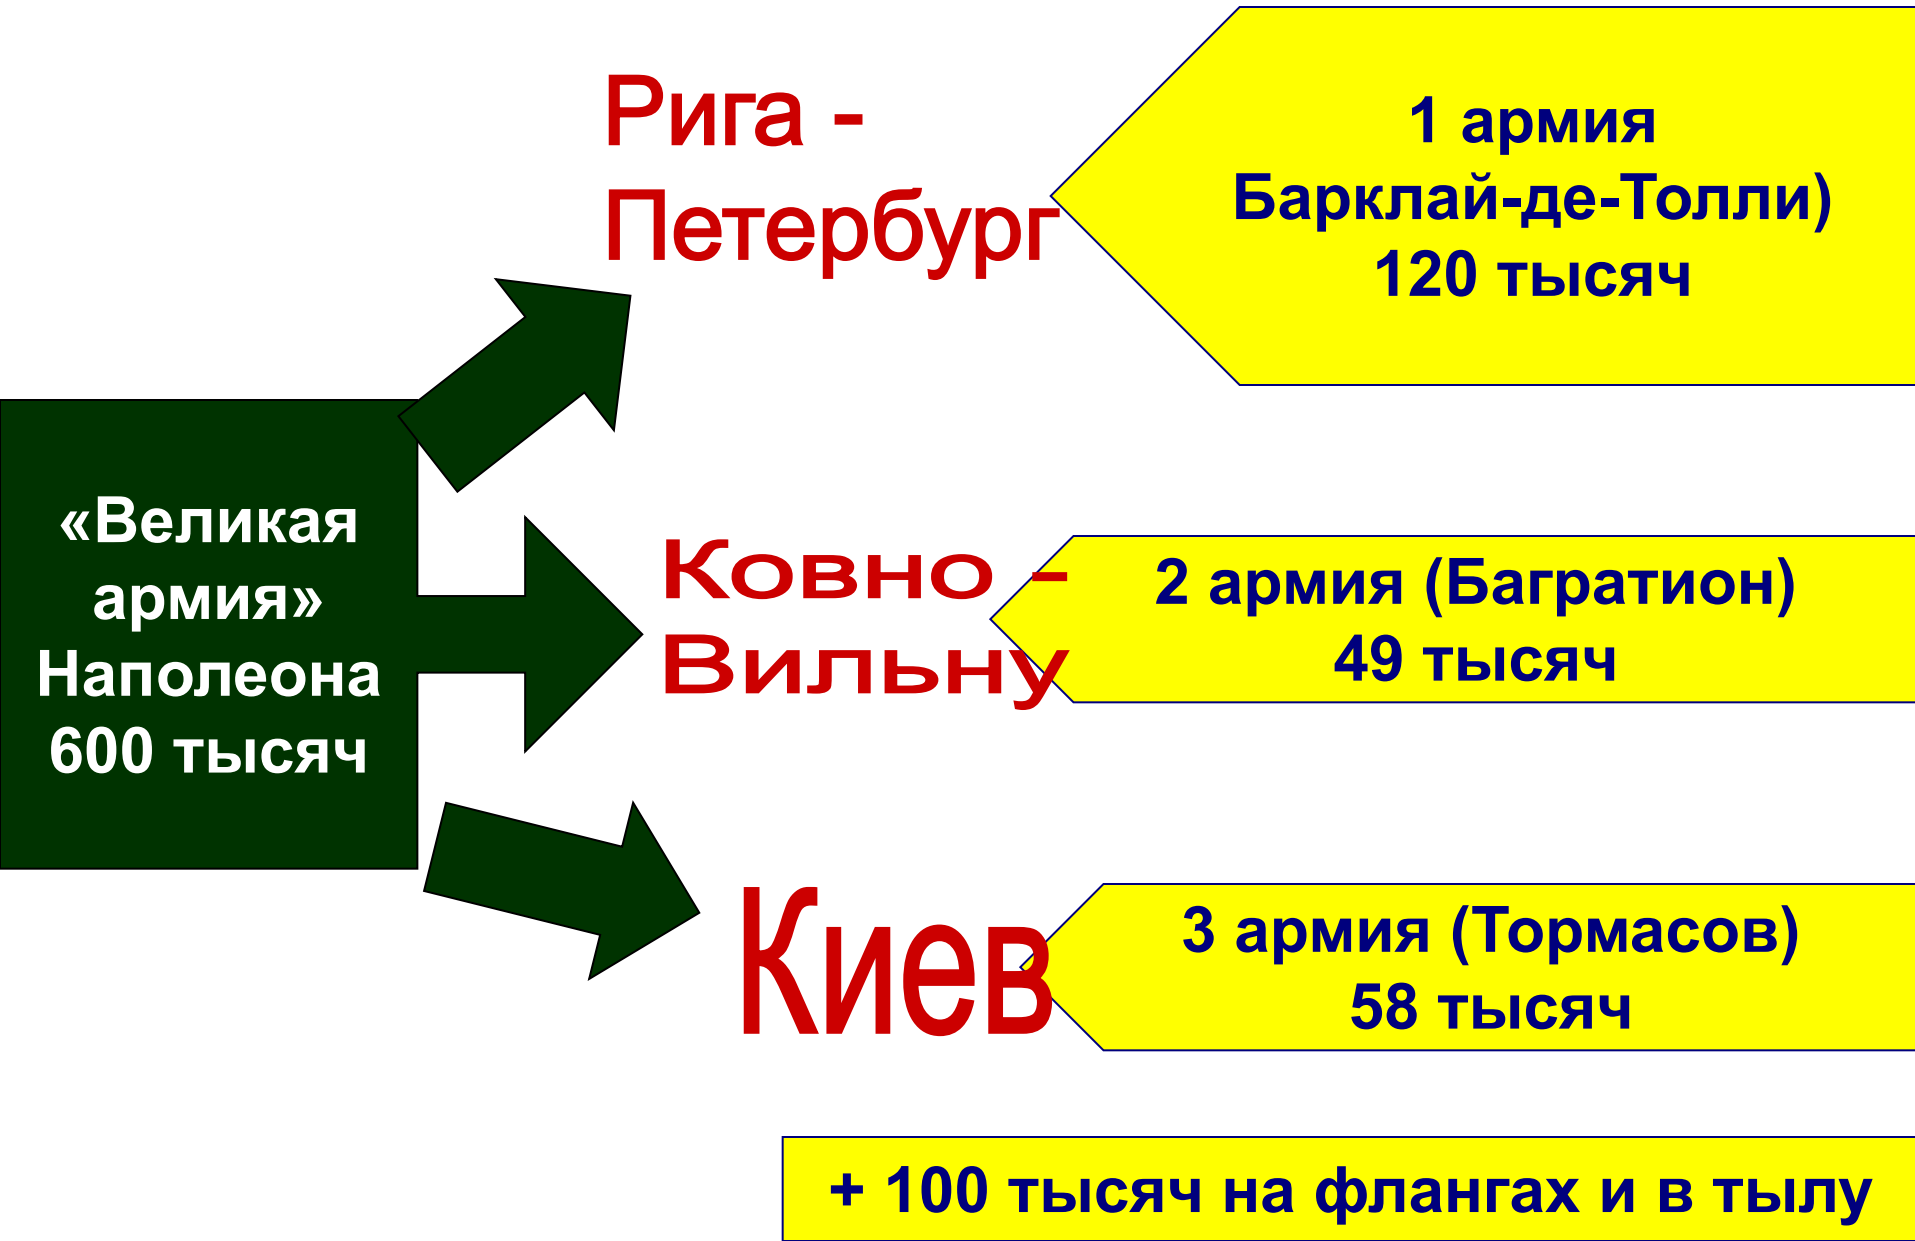 Рига -
Петербург
1 армия
Барклай-де-Толли)
120 тысяч
«Великая
армия»
Наполеона
600 тысяч
Ковно -
Вильну
2 армия (Багратион)
49 тысяч
Киев
3 армия (Тормасов)
58 тысяч
+ 100 тысяч на флангах и в тылу